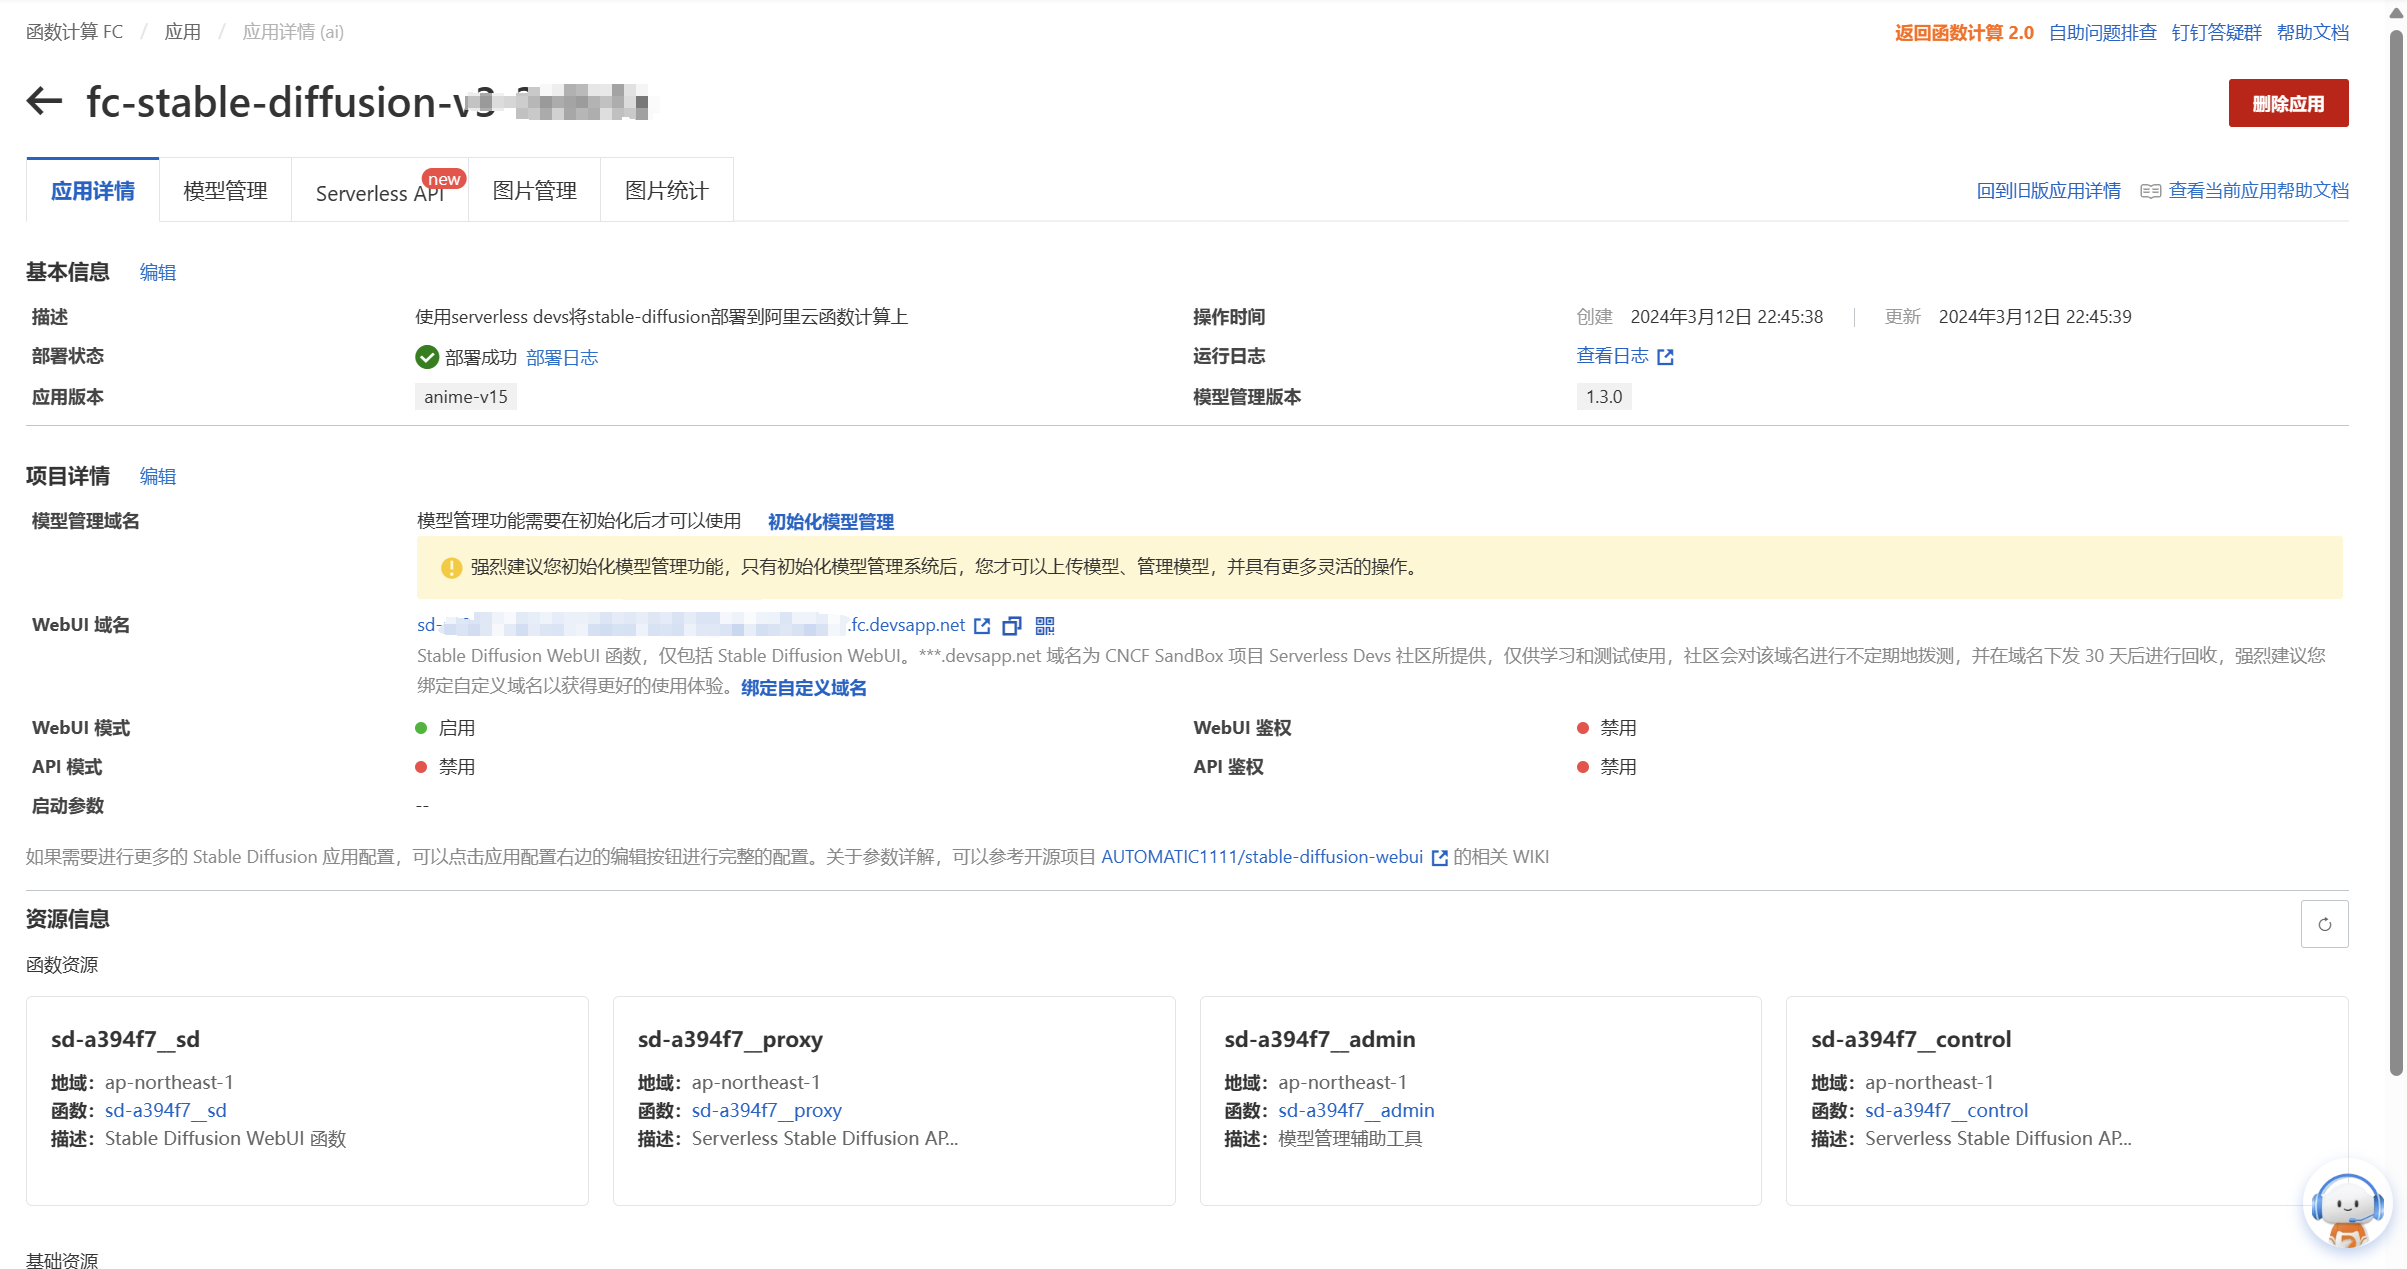 函数计算 FC / 应用 / 应用详情 (ai)
返回函数计算 2.0 自助问题排查 钉钉答疑群 帮助文档
fc-stable-diffusion-v3-
删除应用
应用详情 模型管理 Serverless API new 图片管理 图片统计
回到旧版应用详情 查看当前应用帮助文档
基本信息 编辑
描述 使用serverless devs将stable-diffusion部署到阿里云函数计算上
操作时间 创建 2024年3月12日 22:45:38 更新 2024年3月12日 22:45:39
部署状态 部署成功 部署日志
运行日志 查看日志
应用版本 anime-v15
模型管理版本 1.3.0
项目详情 编辑
模型管理域名 模型管理功能需要在初始化后才可以使用 初始化模型管理
强烈建议您初始化模型管理功能，只有初始化模型管理系统后，您才可以上传模型、管理模型，并具有更多灵活的操作。
WebUI 域名 sd- .fc.devsapp.net
Stable Diffusion WebUI 函数，仅包括 Stable Diffusion WebUI。***.devsapp.net 域名为 CNCF SandBox 项目 Serverless Devs 社区所提供，仅供学习和测试使用，社区会对该域名进行不定期地拨测，并在域名下发 30 天后进行回收，强烈建议您
绑定自定义域名以获得更好的使用体验。绑定自定义域名
WebUI 模式 启用
WebUI 鉴权 禁用
API 模式 禁用
API 鉴权 禁用
启动参数 --
如果需要进行更多的 Stable Diffusion 应用配置，可以点击应用配置右边的编辑按钮进行完整的配置。关于参数详解，可以参考开源项目 AUTOMATIC1111/stable-diffusion-webui 的相关 WIKI
资源信息
函数资源
sd-a394f7__sd
地域：ap-northeast-1
函数：sd-a394f7__sd
描述：Stable Diffusion WebUI 函数
sd-a394f7__proxy
地域：ap-northeast-1
函数：sd-a394f7__proxy
描述：Serverless Stable Diffusion AP...
sd-a394f7__admin
地域：ap-northeast-1
函数：sd-a394f7__admin
描述：模型管理辅助工具
sd-a394f7__control
地域：ap-northeast-1
函数：sd-a394f7__control
描述：Serverless Stable Diffusion AP...
基础资源